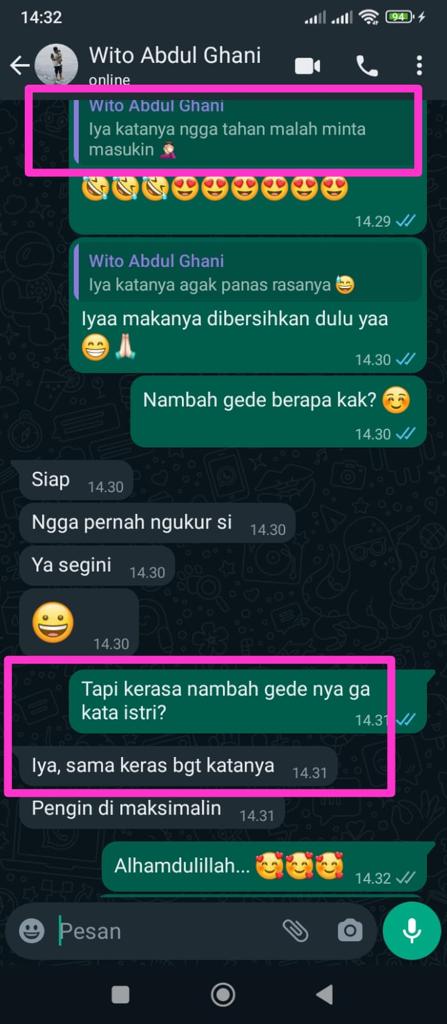 14:32
94
Wito Abdul Ghani
online
Wito Abdul Ghani
Iya katanya ngga tahan malah minta
masukin 🤦🏻‍♀️
🤣🤣🤣😍😍😍😍😍😍
14.29
Wito Abdul Ghani
Iya katanya agak panas rasanya 😅
Iyaa makanya dibersihkan dulu yaa
😁🙏🏻
14.30
Nambah gede berapa kak? ☺️
14.30
Siap 14.30
Ngga pernah ngukur si 14.30
Ya segini 14.30
😀
14.30
Tapi kerasa nambah gede nya ga
kata istri?
14.31
Iya, sama keras bgt katanya 14.31
Pengin di maksimalin 14.31
Alhamdulillah... 🥰🥰🥰
14.32
Pesan